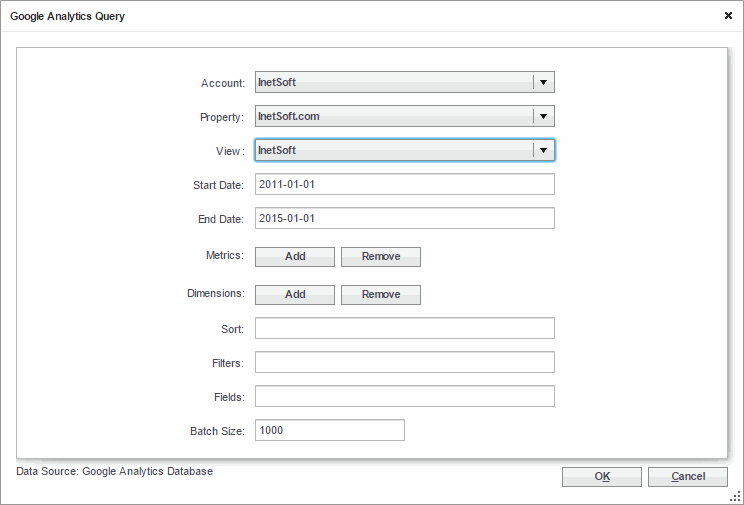 Google Analytics Query
Account: InetSoft
Property: InetSoft.com
View : InetSoft
Start Date: 2011-01-01
End Date: 2015-01-01
Metrics: Add Remove
Dimensions: Add Remove
Sort:
Filters:
Fields:
Batch Size: 1000
Data Source: Google Analytics Database
OK Cancel